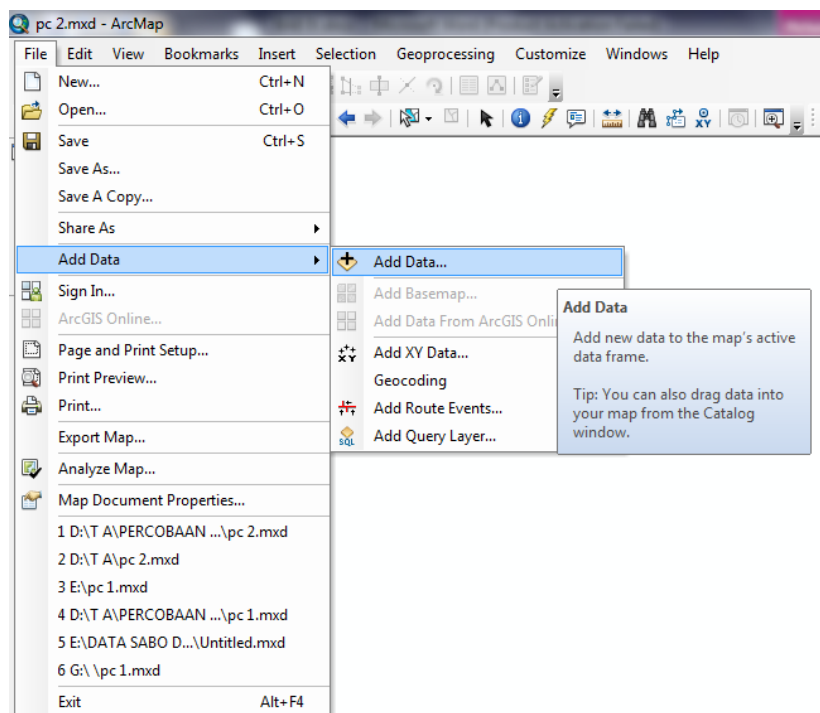 pc 2.mxd - ArcMap
File Edit View Bookmarks Insert Selection Geoprocessing Customize Windows Help
New... Ctrl+N
Open... Ctrl+O
Save Ctrl+S
Save As...
Save A Copy...
Share As
Add Data
Sign In...
ArcGIS Online...
Page and Print Setup...
Print Preview...
Print...
Export Map...
Analyze Map...
Map Document Properties...
1 D:\T A\PERCOBAAN ...\pc 2.mxd
2 D:\T A\pc 2.mxd
3 E:\pc 1.mxd
4 D:\T A\PERCOBAAN ...\pc 1.mxd
5 E:\DATA SABO D...\Untitled.mxd
6 G:\ \pc 1.mxd
Exit Alt+F4
Add Data...
Add Basemap...
Add Data From ArcGIS Onli
XY Add XY Data...
Geocoding
Add Route Events...
SQL Add Query Layer...
Add Data
Add new data to the map's active
data frame.
Tip: You can also drag data into
your map from the Catalog
window.
XY